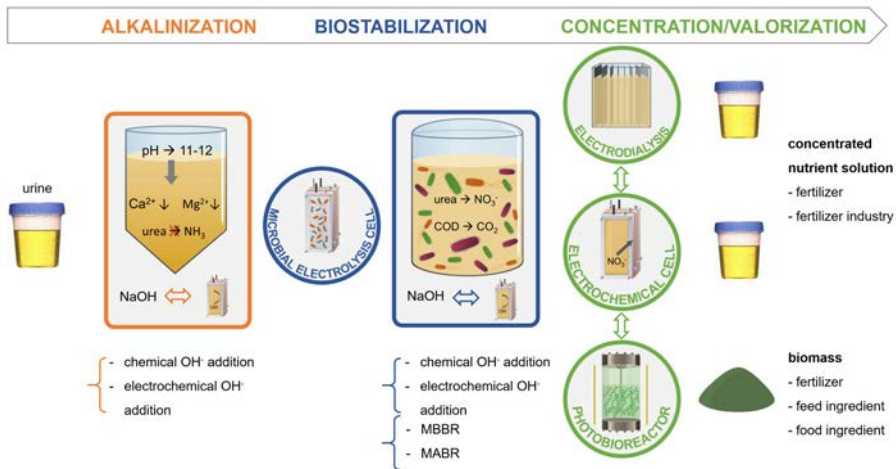 ALKALINIZATION
BIOSTABILIZATION
CONCENTRATION/VALORIZATION
urine
pH → 11-12
Ca²⁺ ↓ Mg²⁺ ↓
urea → NH₃
NaOH
OH⁻
- chemical OH⁻ addition
- electrochemical OH⁻
addition
MICROBIAL ELECTROLYSIS CELL
urea → NO₃⁻
COD → CO₂
NaOH
OH⁻
- chemical OH⁻ addition
- electrochemical OH⁻
addition
- MBBR
- MABR
ELECTRODIALYSIS
NO₃⁻
ELECTROCHEMICAL CELL
PHOTOBIOREACTOR
concentrated
nutrient solution
- fertilizer
- fertilizer industry
biomass
- fertilizer
- feed ingredient
- food ingredient